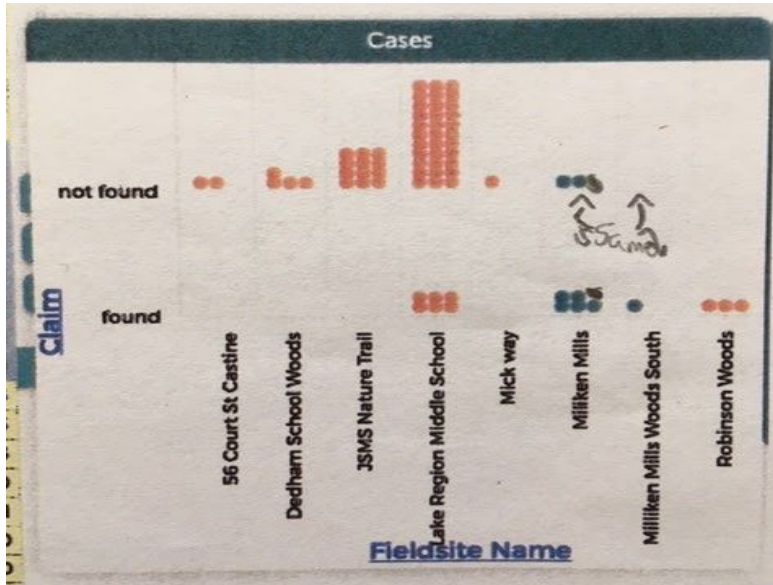 Cases
not found
found
Claim
56 Court St Castine
Dedham School Woods
JSMS Nature Trail
Lake Region Middle School
Mick way
Miliken Mills
Milliken Mills Woods South
Robinson Woods
Fieldsite Name